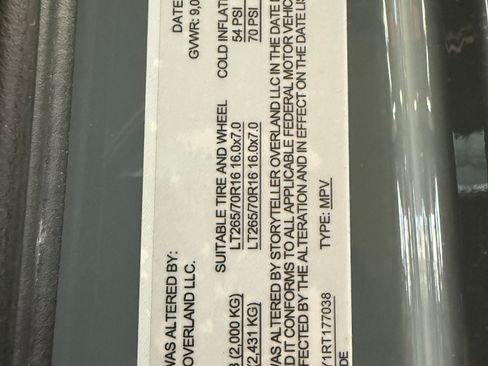 WAS ALTERED BY:
DATE
OVERLAND LLC.
GVWR: 9,0
SUITABLE TIRE AND WHEEL COLD INFLAT
(2,000 KG) LT265/70R16 16.0x7.0 54 PSI
(2,431 KG) LT265/70R16 16.0x7.0 70 PSI
WAS ALTERED BY STORYTELLER OVERLAND LLC IN THE DATE
D IT CONFORMS TO ALL APPLICABLE FEDERAL MOTOR VEHIC
FFECTED BY THE ALTERATION AND IN EFFECT ON THE DATE LIS
Y1RT177038 TYPE: MPV
DE